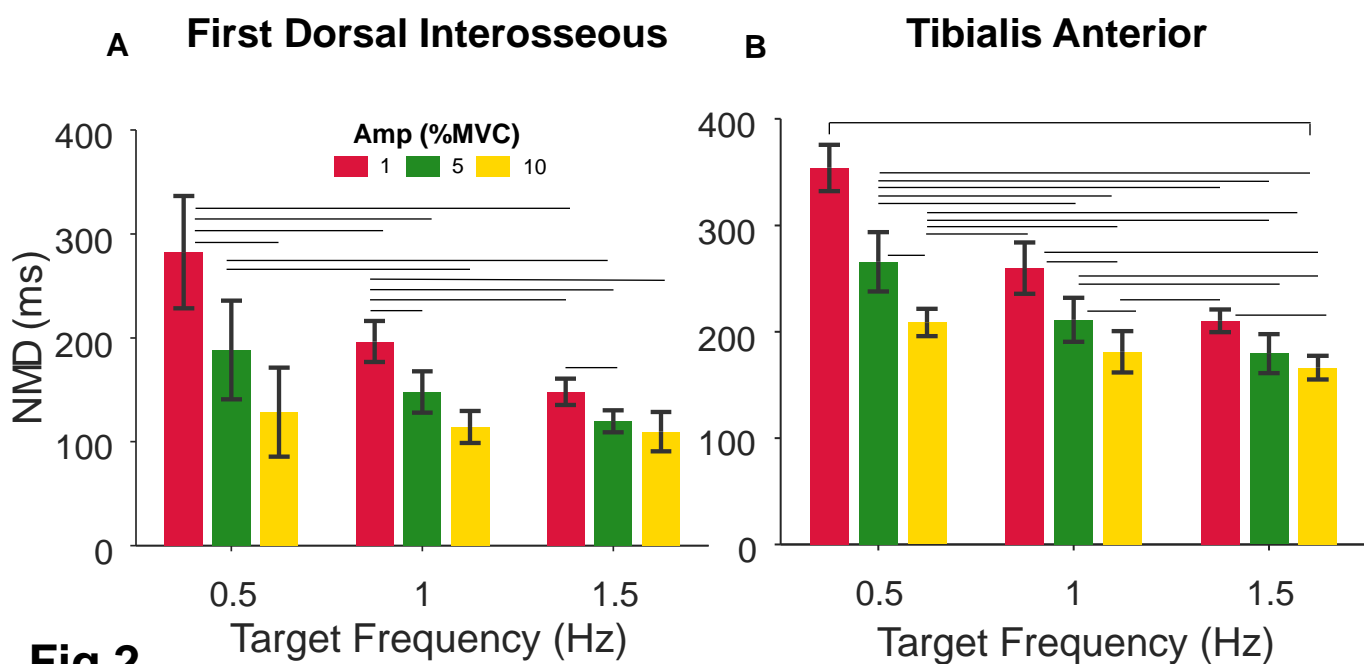 A First Dorsal Interosseous
B Tibialis Anterior
NMD (ms)
400
300
200
100
0
Amp (%MVC)
1 5 10
0.5 1 1.5
Target Frequency (Hz)
400
300
200
100
0
0.5 1 1.5
Target Frequency (Hz)
Fig 2